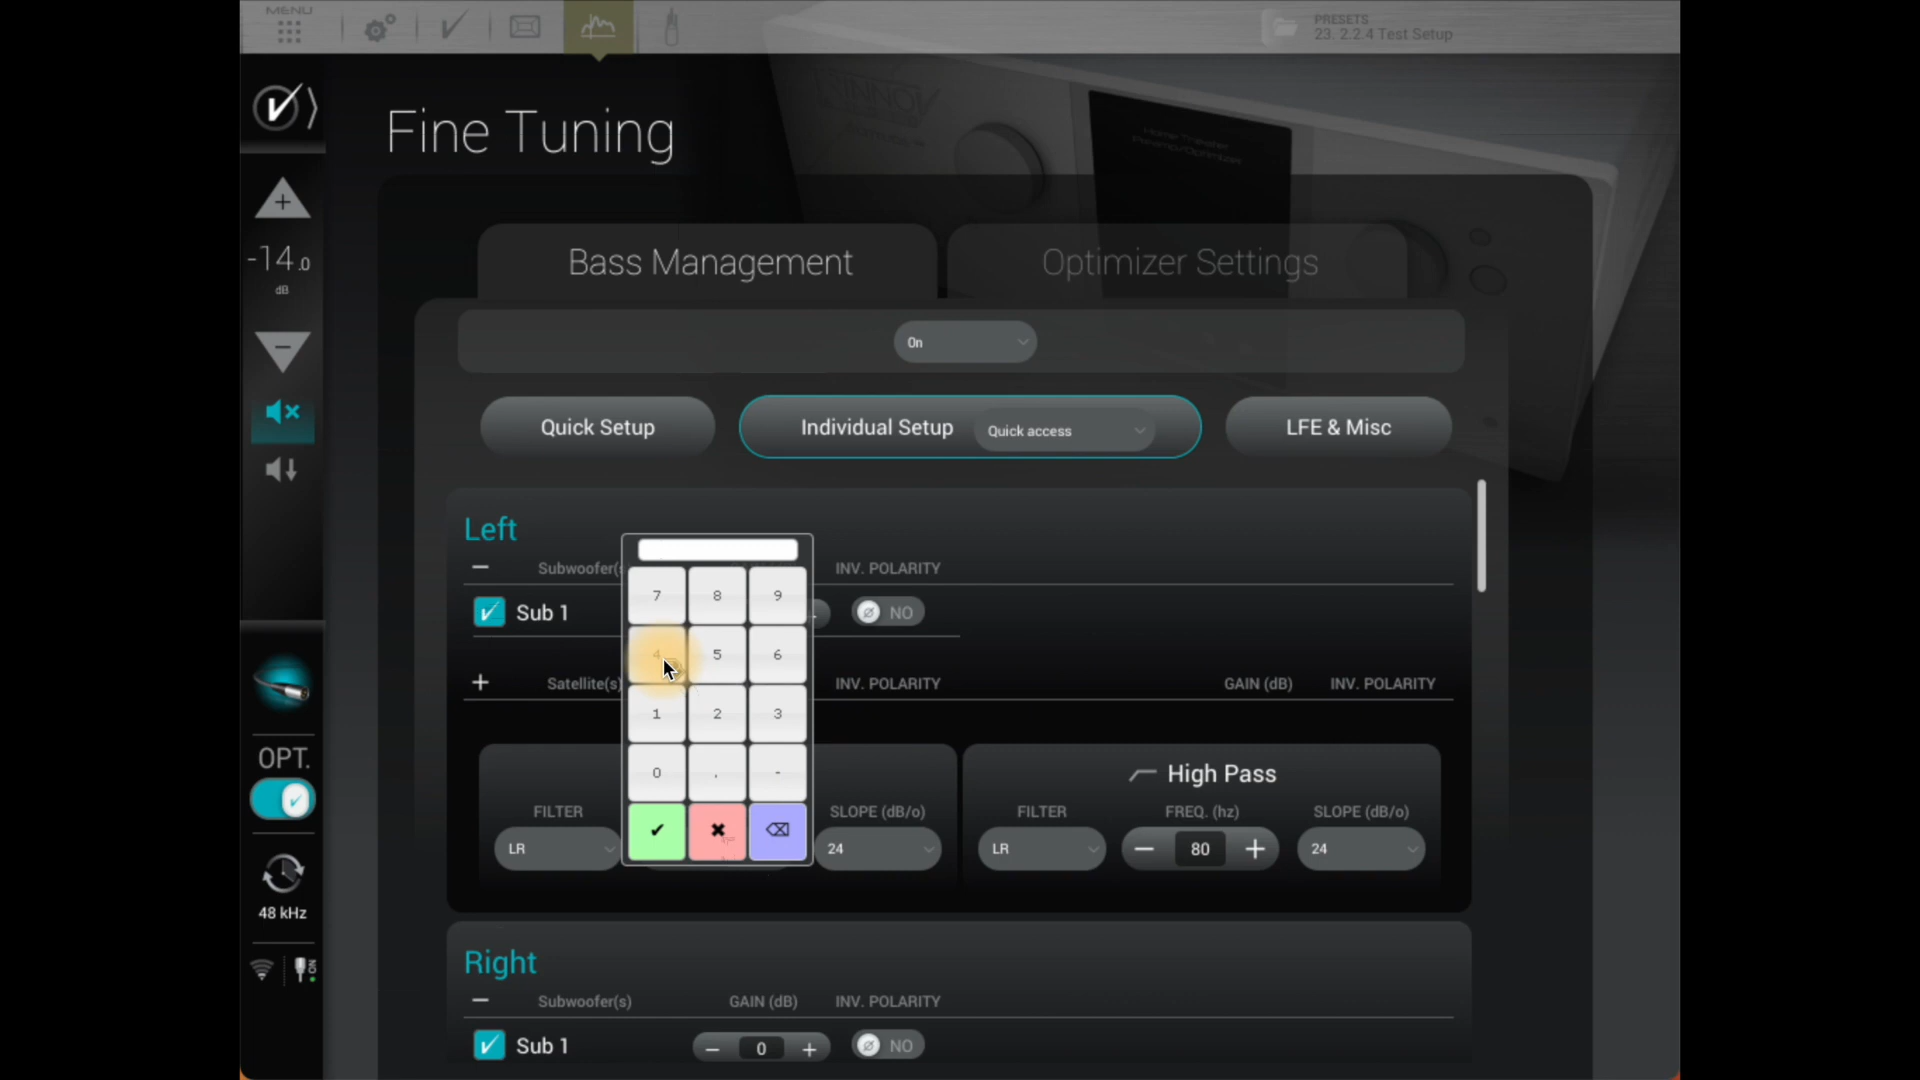 MENU
PRESETS
23. 2.2.4 Test Setup
Fine Tuning
-14.0
dB
Bass Management
Optimizer Settings
On
Quick Setup
Individual Setup
Quick access
LFE & Misc
Left
Subwoofer(s
INV. POLARITY
Sub 1
NO
7 8 9
4 5 6
1 2 3
0 . -
Satellite(s)
INV. POLARITY
GAIN (dB)
INV. POLARITY
High Pass
FILTER
SLOPE (dB/o)
FILTER
FREQ. (hz)
SLOPE (dB/o)
LR
24
LR
80
24
OPT.
48 kHz
ON
Right
Subwoofer(s)
GAIN (dB)
INV. POLARITY
Sub 1
0
NO